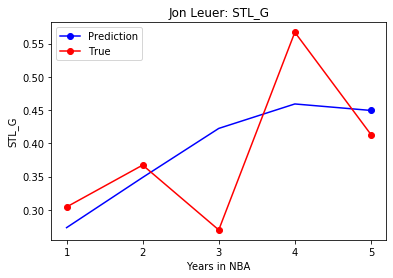 Jon Leuer: STL_G
Prediction
True
0.55
0.50
0.45
0.40
0.35
0.30
STL_G
1 2 3 4 5
Years in NBA